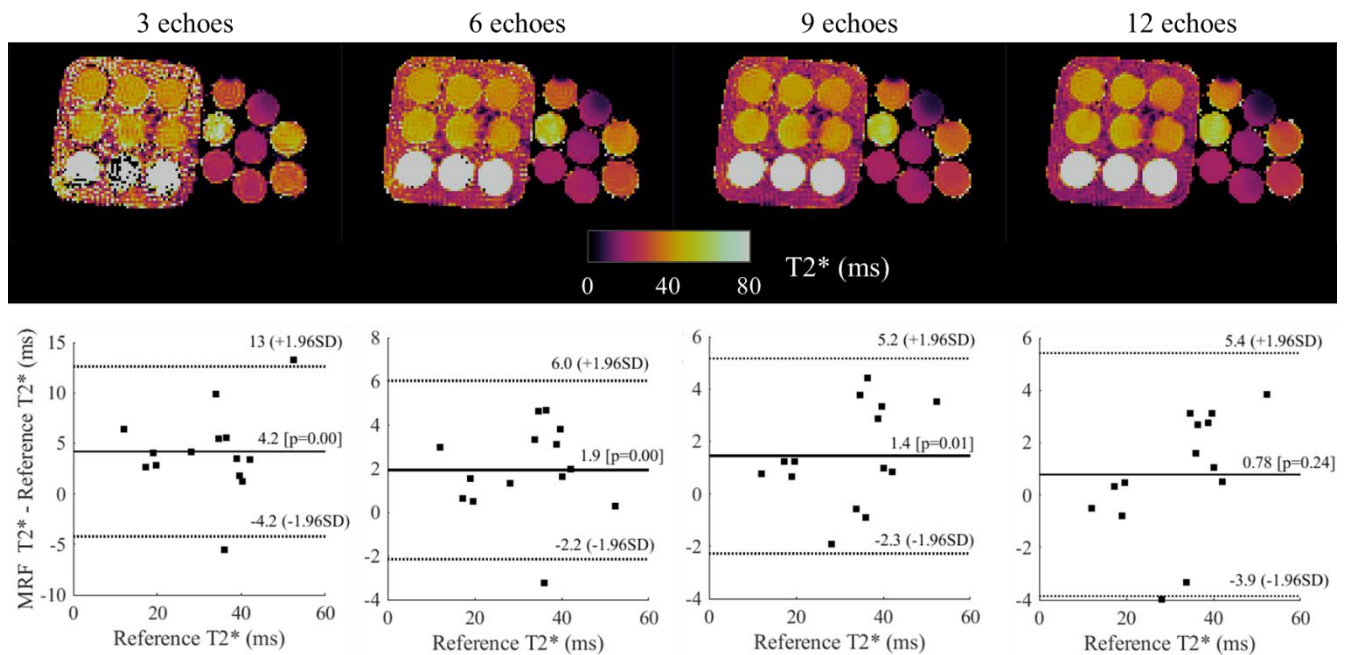 3 echoes 6 echoes 9 echoes 12 echoes
T2* (ms)
0 40 80
MRF T2* - Reference T2* (ms)
15
10
5
0
-5
-10
13 (+1.96SD)
4.2 [p=0.00]
-4.2 (-1.96SD)
0 20 40 60
Reference T2* (ms)
8
6
4
2
0
-2
-4
6.0 (+1.96SD)
1.9 [p=0.00]
-2.2 (-1.96SD)
0 20 40 60
Reference T2* (ms)
6
4
2
0
-2
-4
5.2 (+1.96SD)
1.4 [p=0.01]
-2.3 (-1.96SD)
0 20 40 60
Reference T2* (ms)
6
4
2
0
-2
-4
5.4 (+1.96SD)
0.78 [p=0.24]
-3.9 (-1.96SD)
0 20 40 60
Reference T2* (ms)